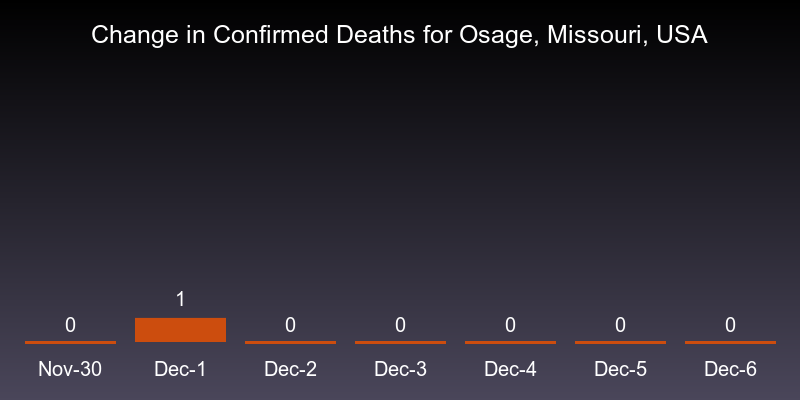 Change in Confirmed Deaths for Osage, Missouri, USA
0 1 0 0 0 0 0
Nov-30 Dec-1 Dec-2 Dec-3 Dec-4 Dec-5 Dec-6